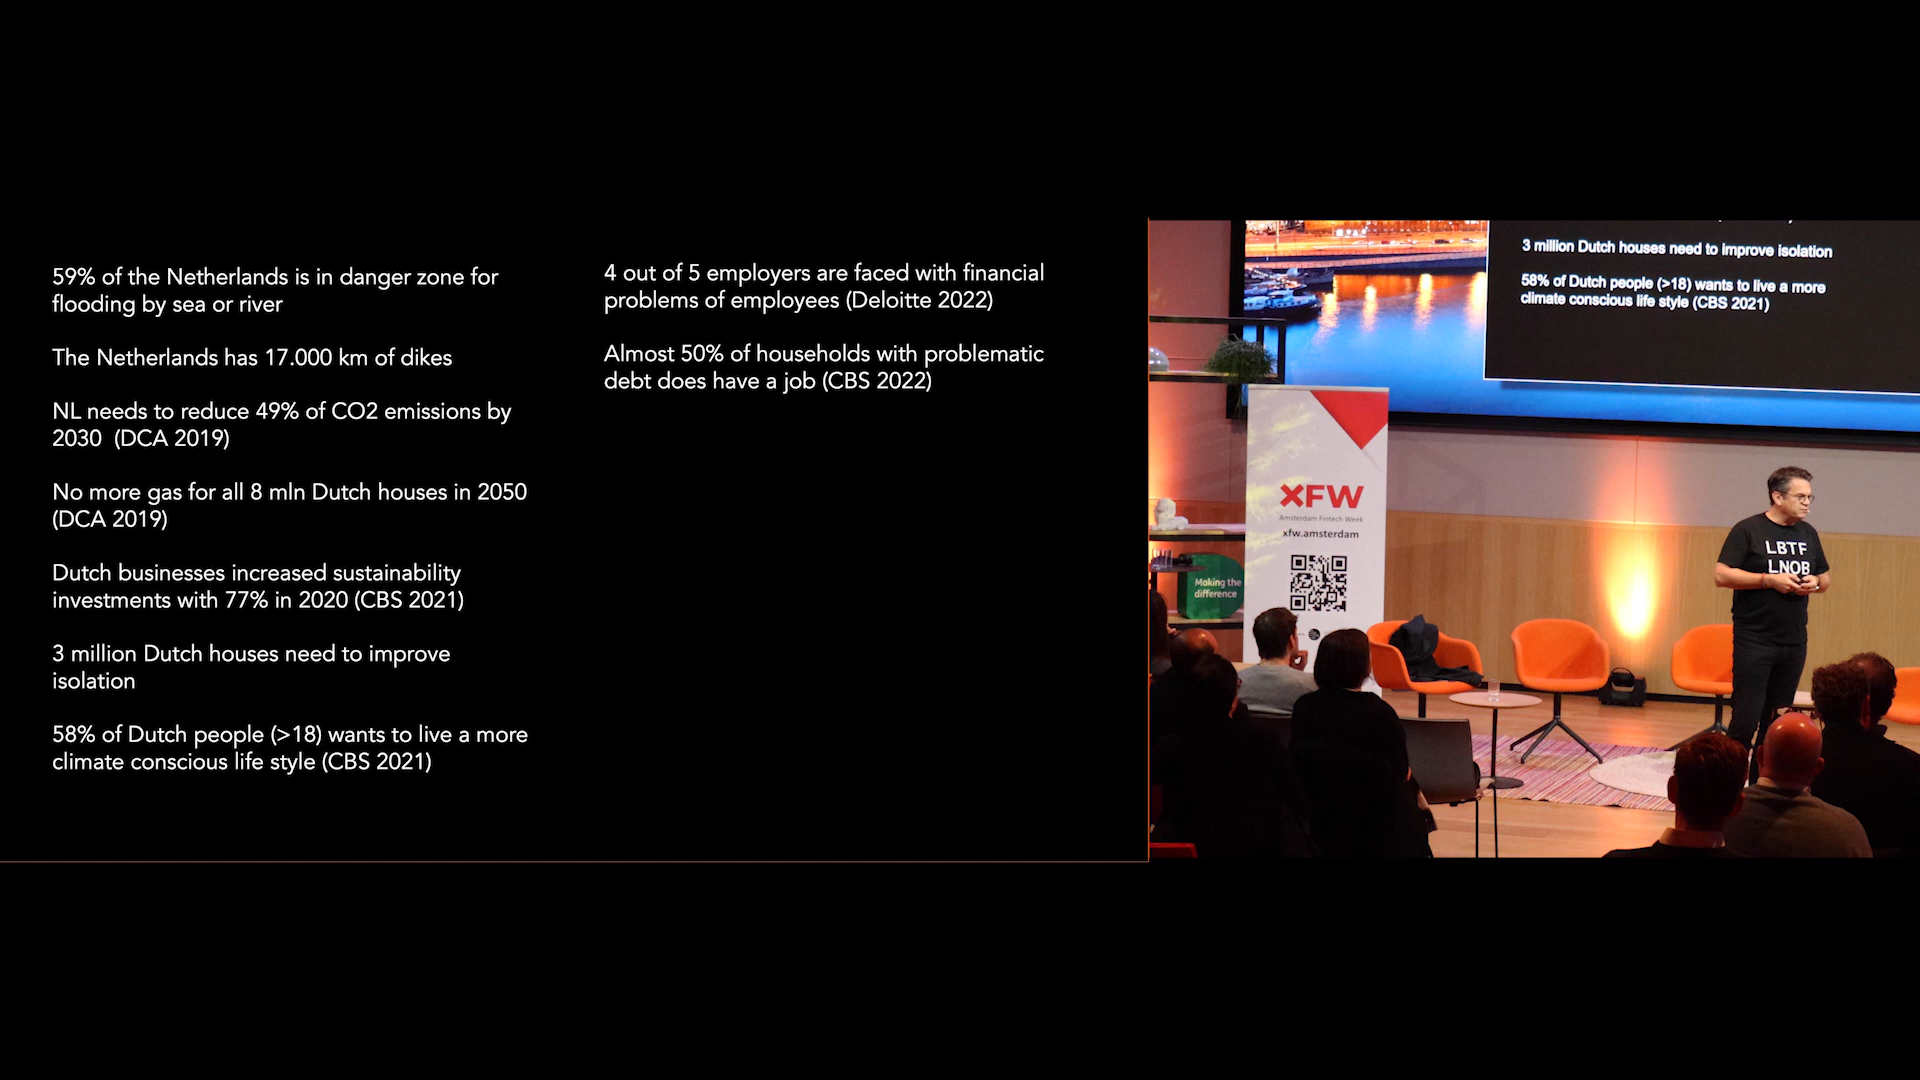 59% of the Netherlands is in danger zone for
flooding by sea or river
The Netherlands has 17.000 km of dikes
NL needs to reduce 49% of CO2 emissions by
2030 (DCA 2019)
No more gas for all 8 mln Dutch houses in 2050
(DCA 2019)
Dutch businesses increased sustainability
investments with 77% in 2020 (CBS 2021)
3 million Dutch houses need to improve
isolation
58% of Dutch people (>18) wants to live a more
climate conscious life style (CBS 2021)
4 out of 5 employers are faced with financial
problems of employees (Deloitte 2022)
Almost 50% of households with problematic
debt does have a job (CBS 2022)
3 million Dutch houses need to improve isolation
58% of Dutch people (>18) wants to live a more
climate conscious life style (CBS 2021)
XFW
Amsterdam Fintech Week
xfw.amsterdam
Making the
difference
LBTF
LNOB